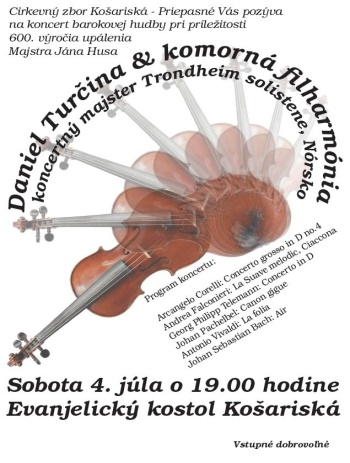 Cirkevný zbor Košariská - Priepasné Vás pozýva
na koncert barokovej hudby pri príležitosti
600. výročia upálenia
Majstra Jána Husa
Daniel Turčina & komorná filharmónia
koncertný majster Trondheim solistene, Nórsko
Program koncertu:
Arcangelo Corelli: Concerto grosso in D no.4
Andrea Falconieri: La Suave melodic, Ciaccona
Georg Philipp Telemann: Concerto in D
Johan Pachelbel: Canon gigue
Antonio Vivaldi: La folia
Johan Sebastian Bach: Air
Sobota 4. júla o 19.00 hodine
Evanjelický kostol Košariská
Vstupné dobrovoľné